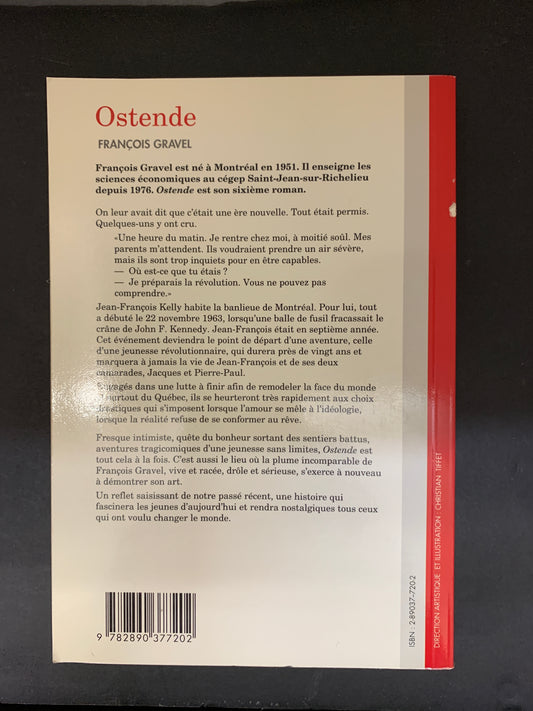 Ostende
FRANÇOIS GRAVEL
François Gravel est né à Montréal en 1951. Il enseigne les
sciences économiques au cégep Saint-Jean-sur-Richelieu
depuis 1976. Ostende est son sixième roman.
On leur avait dit que c'était une ère nouvelle. Tout était permis.
Quelques-uns y ont cru.
«Une heure du matin. Je rentre chez moi, à moitié soûl. Mes
parents m'attendent. Ils voudraient prendre un air sévère,
mais ils sont trop inquiets pour en être capables.
— Où est-ce que tu étais ?
— Je préparais la révolution. Vous ne pouvez pas
comprendre.»
Jean-François Kelly habite la banlieue de Montréal. Pour lui, tout
a débuté le 22 novembre 1963, lorsqu'une balle de fusil fracassait le
crâne de John F. Kennedy. Jean-François était en septième année.
Cet événement deviendra le point de départ d'une aventure, celle
d'une jeunesse révolutionnaire, qui durera près de vingt ans et
marquera à jamais la vie de Jean-François et de ses deux
camarades, Jacques et Pierre-Paul.
dans une lutte à finir afin de remodeler la face du monde
surtout du Québec, ils se heurteront très rapidement aux choix
drastiques qui s'imposent lorsque l'amour se mêle à l'idéologie,
lorsque la réalité refuse de se conformer au rêve.
Fresque intimiste, quête du bonheur sortant des sentiers battus,
aventures tragicomiques d'une jeunesse sans limites, Ostende est
tout cela à la fois. C'est aussi le lieu où la plume incomparable de
François Gravel, vive et racée, drôle et sérieuse, s'exerce à nouveau
à démontrer son art.
Un reflet saisissant de notre passé récent, une histoire qui
fascinera les jeunes d'aujourd'hui et rendra nostalgiques tous ceux
qui ont voulu changer le monde.
9 782890 377202
ISBN : 2-89037-720-2
DIRECTION ARTISTIQUE ET ILLUSTRATION : CHRISTIAN TIFFET